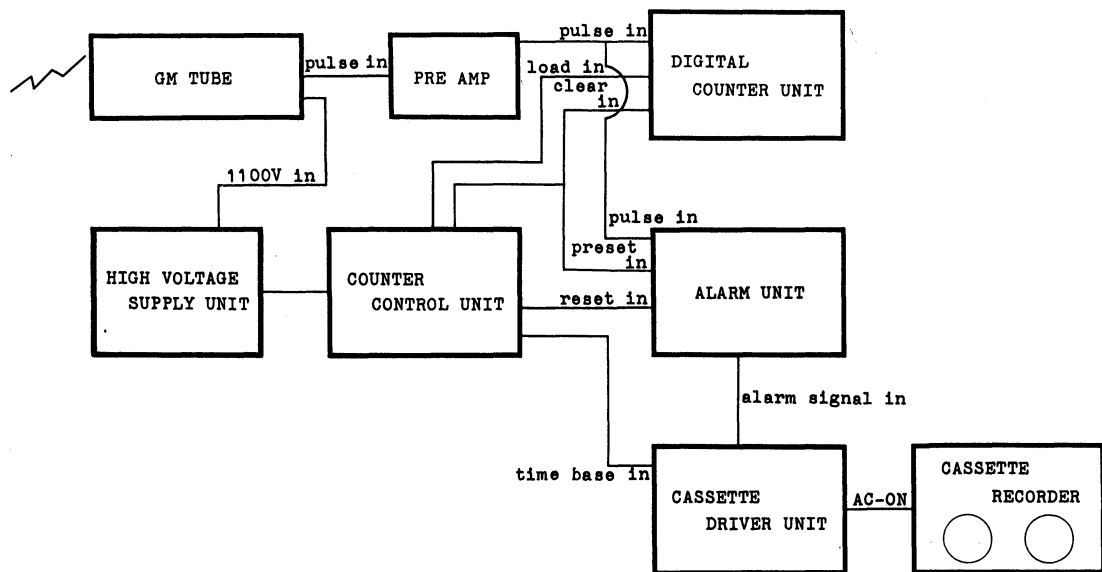 GM TUBE
pulse in
PRE AMP
pulse in
load in
clear
in
DIGITAL
COUNTER UNIT
1100V in
HIGH VOLTAGE
SUPPLY UNIT
COUNTER
CONTROL UNIT
pulse in
preset
in
reset in
ALARM UNIT
alarm signal in
time base in
CASSETTE
DRIVER UNIT
AC-ON
CASSETTE
RECORDER